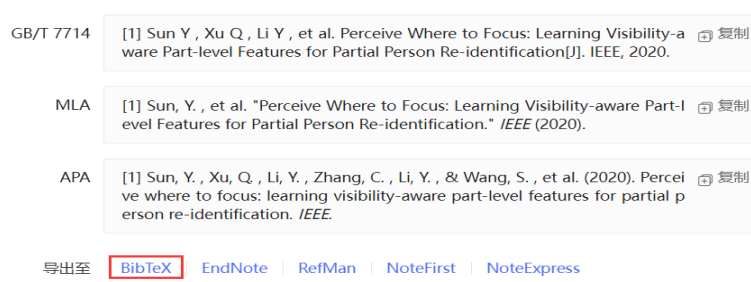 GB/T 7714 [1] Sun Y , Xu Q , Li Y , et al. Perceive Where to Focus: Learning Visibility-a 复制
ware Part-level Features for Partial Person Re-identification[J]. IEEE, 2020.
MLA [1] Sun, Y. , et al. "Perceive Where to Focus: Learning Visibility-aware Part-l 复制
evel Features for Partial Person Re-identification." IEEE (2020).
APA [1] Sun, Y. , Xu, Q. , Li, Y. , Zhang, C. , Li, Y. , & Wang, S. , et al. (2020). Percei 复制
ve where to focus: learning visibility-aware part-level features for partial p
erson re-identification. IEEE.
导出至 BibTeX EndNote RefMan NoteFirst NoteExpress